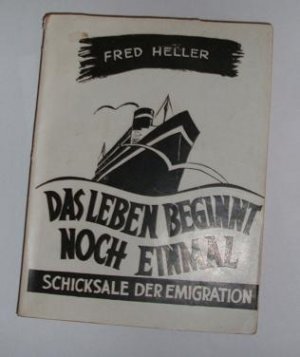 FRED HELLER
DAS LEBEN BEGINNT
NOCH EINMAL
SCHICKSALE DER EMIGRATION